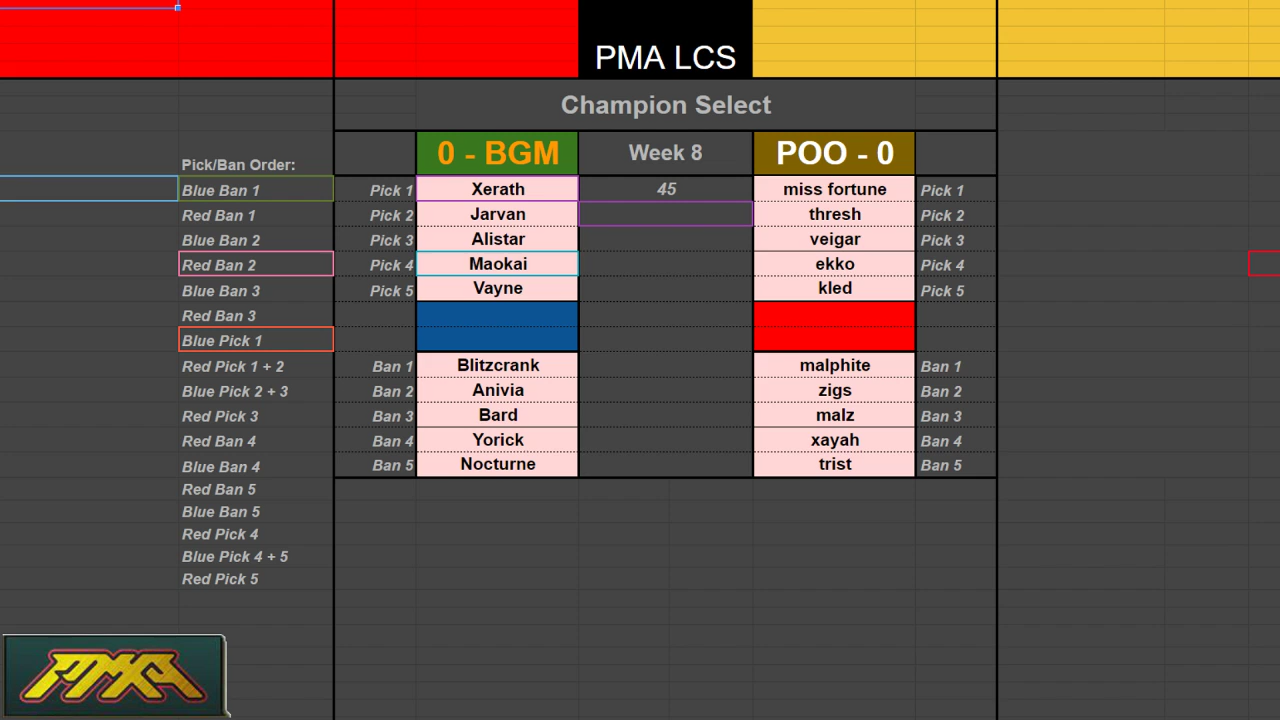 PMA LCS
Champion Select
0 - BGM Week 8 POO - 0
Pick/Ban Order:
Blue Ban 1 Pick 1 Xerath 45 miss fortune Pick 1
Red Ban 1 Pick 2 Jarvan thresh Pick 2
Blue Ban 2 Pick 3 Alistar veigar Pick 3
Red Ban 2 Pick 4 Maokai ekko Pick 4
Blue Ban 3 Pick 5 Vayne kled Pick 5
Red Ban 3
Blue Pick 1
Red Pick 1 + 2 Ban 1 Blitzcrank malphite Ban 1
Blue Pick 2 + 3 Ban 2 Anivia zigs Ban 2
Red Pick 3 Ban 3 Bard malz Ban 3
Red Ban 4 Ban 4 Yorick xayah Ban 4
Blue Ban 4 Ban 5 Nocturne trist Ban 5
Red Ban 5
Blue Ban 5
Red Pick 4
Blue Pick 4 + 5
Red Pick 5
PMA